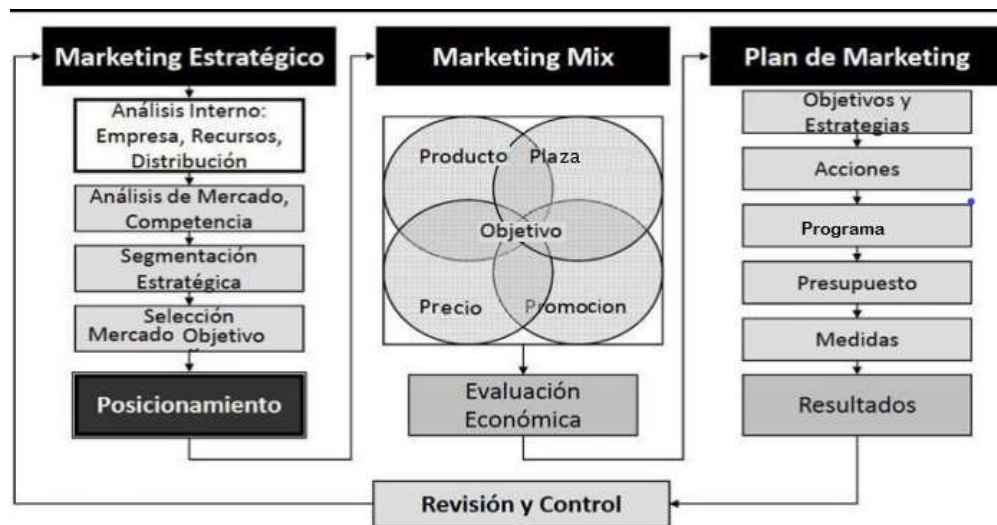 Marketing Estratégico
Análisis Interno:
Empresa, Recursos,
Distribución
Análisis de Mercado,
Competencia
Segmentación
Estratégica
Selección
Mercado Objetivo
Posicionamiento
Marketing Mix
Producto
Plaza
Objetivo
Precio
Promocion
Evaluación
Económica
Plan de Marketing
Objetivos y
Estrategias
Acciones
Programa
Presupuesto
Medidas
Resultados
Revisión y Control